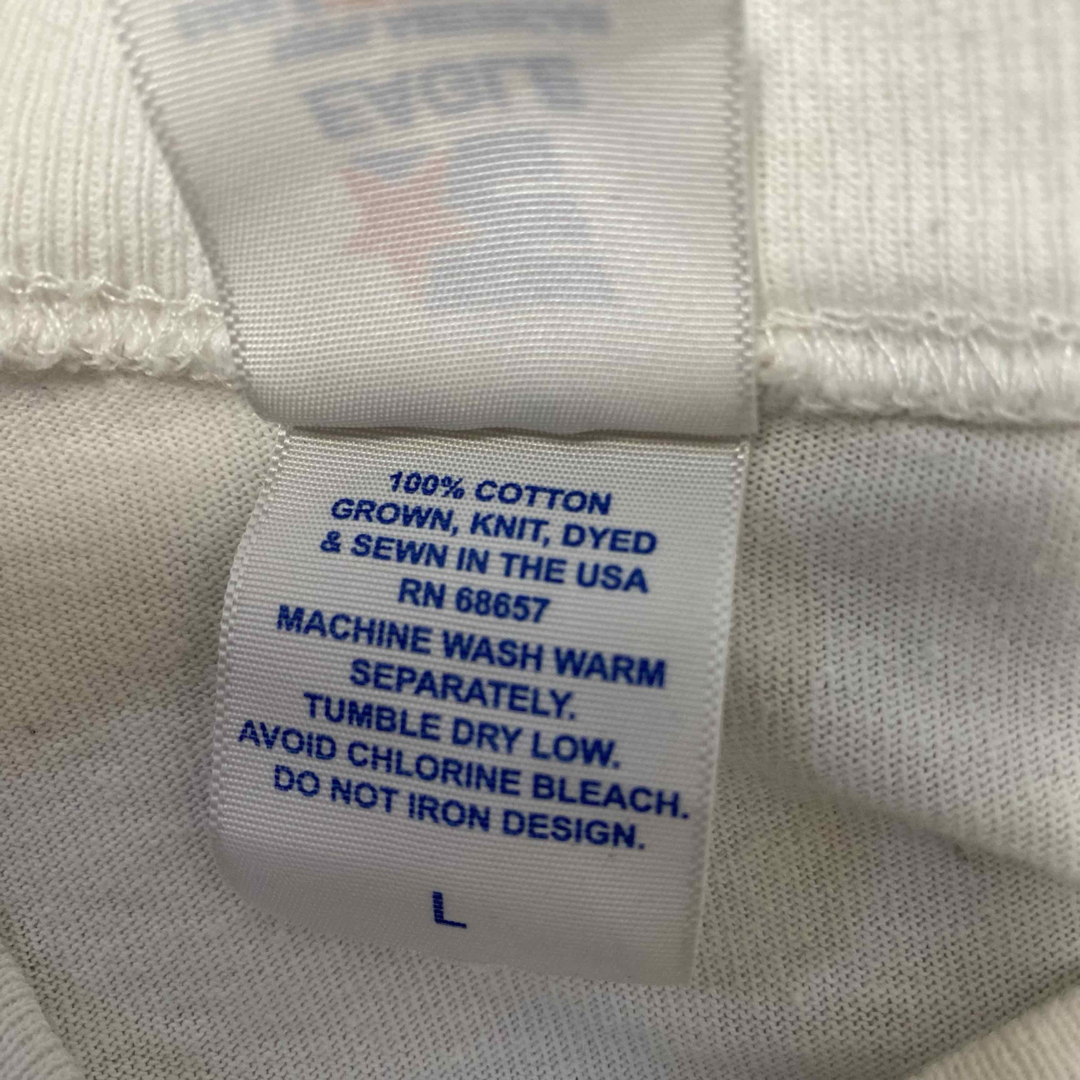 100% COTTON
GROWN, KNIT, DYED
& SEWN IN THE USA
RN 68657
MACHINE WASH WARM
SEPARATELY.
TUMBLE DRY LOW.
AVOID CHLORINE BLEACH.
DO NOT IRON DESIGN.
L